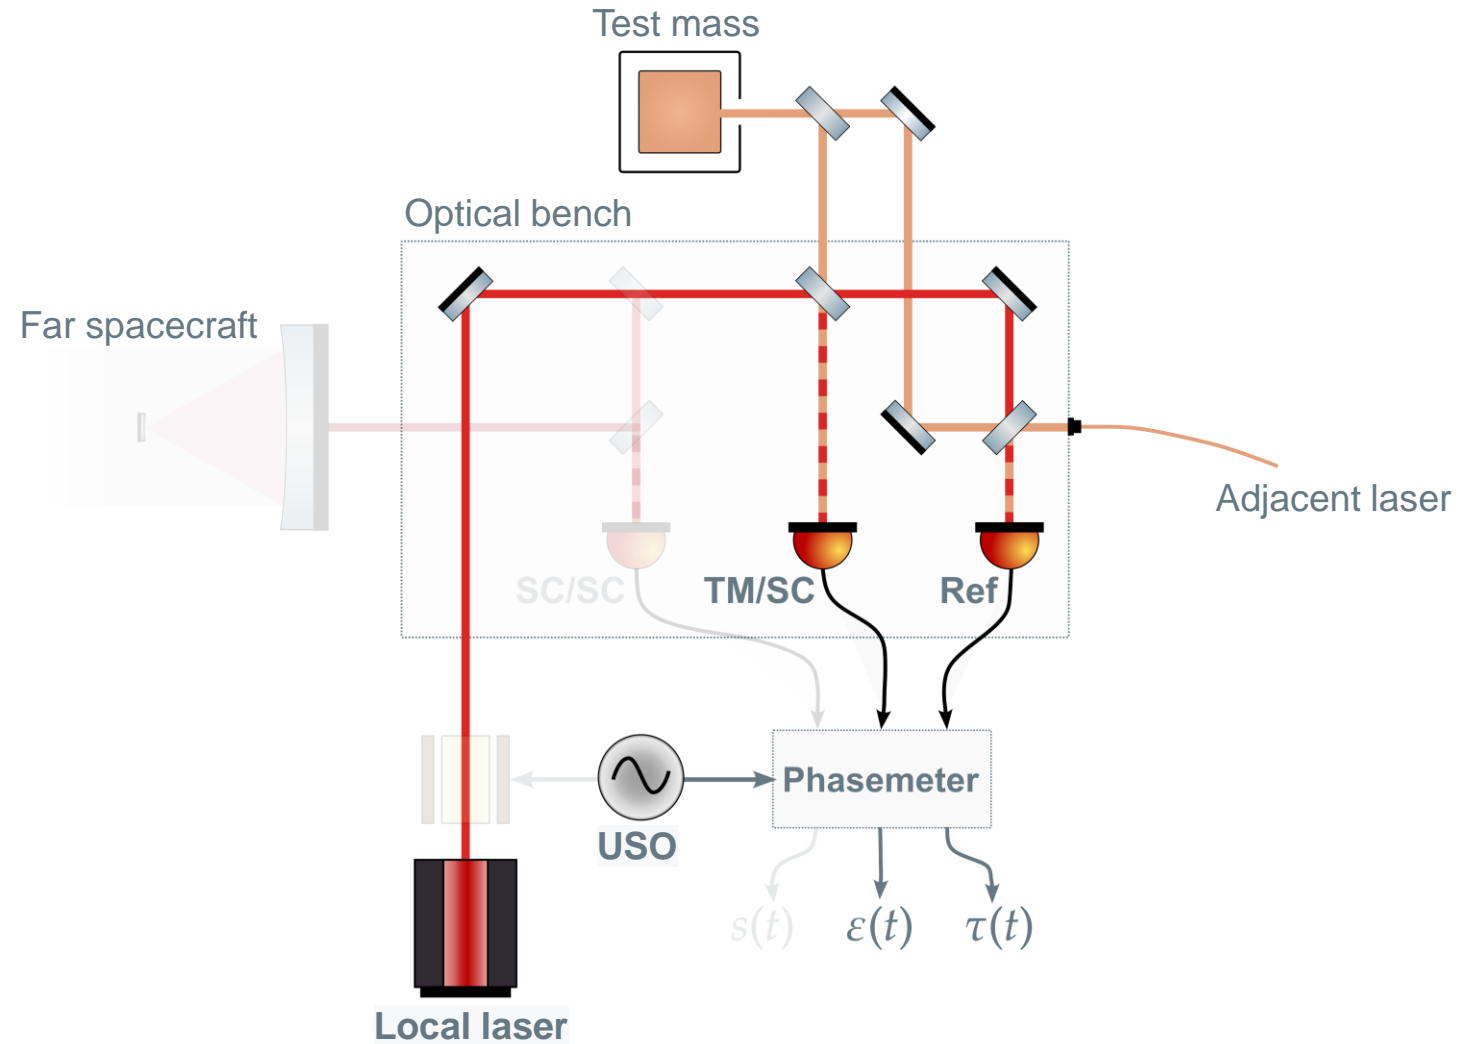 Test mass
Optical bench
Far spacecraft
Adjacent laser
SC/SC
TM/SC
Ref
Phasemeter
USO
s(t)
ε(t)
τ(t)
Local laser